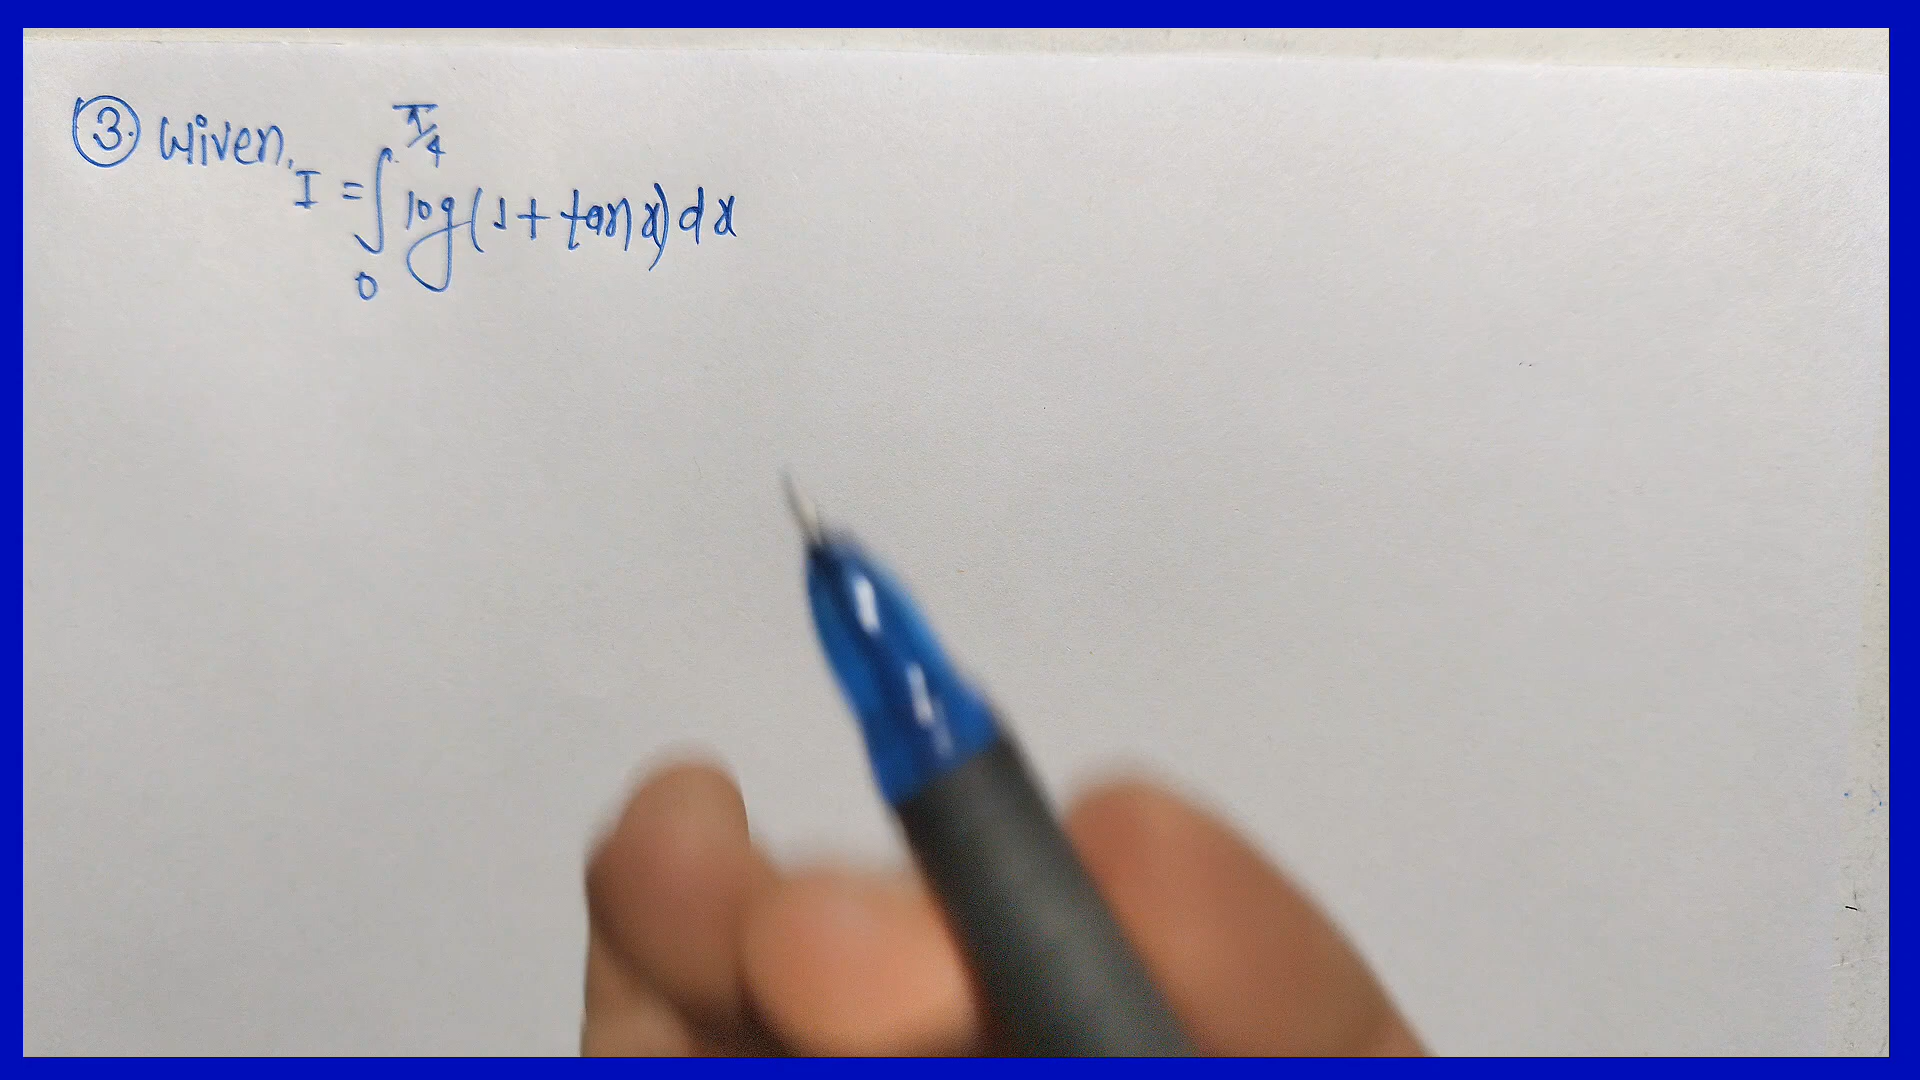 3. Given,
I = ∫₀^(π/4) log(1 + tan x) dx